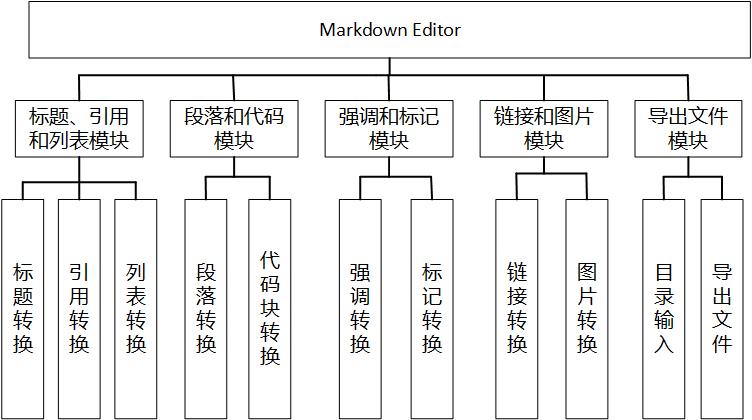 Markdown Editor
标题、引用
和列表模块
段落和代码
模块
强调和标记
模块
链接和图片
模块
导出文件
模块
标题转换
引用转换
列表转换
段落转换
代码块转换
强调转换
标记转换
链接转换
图片转换
目录输入
导出文件